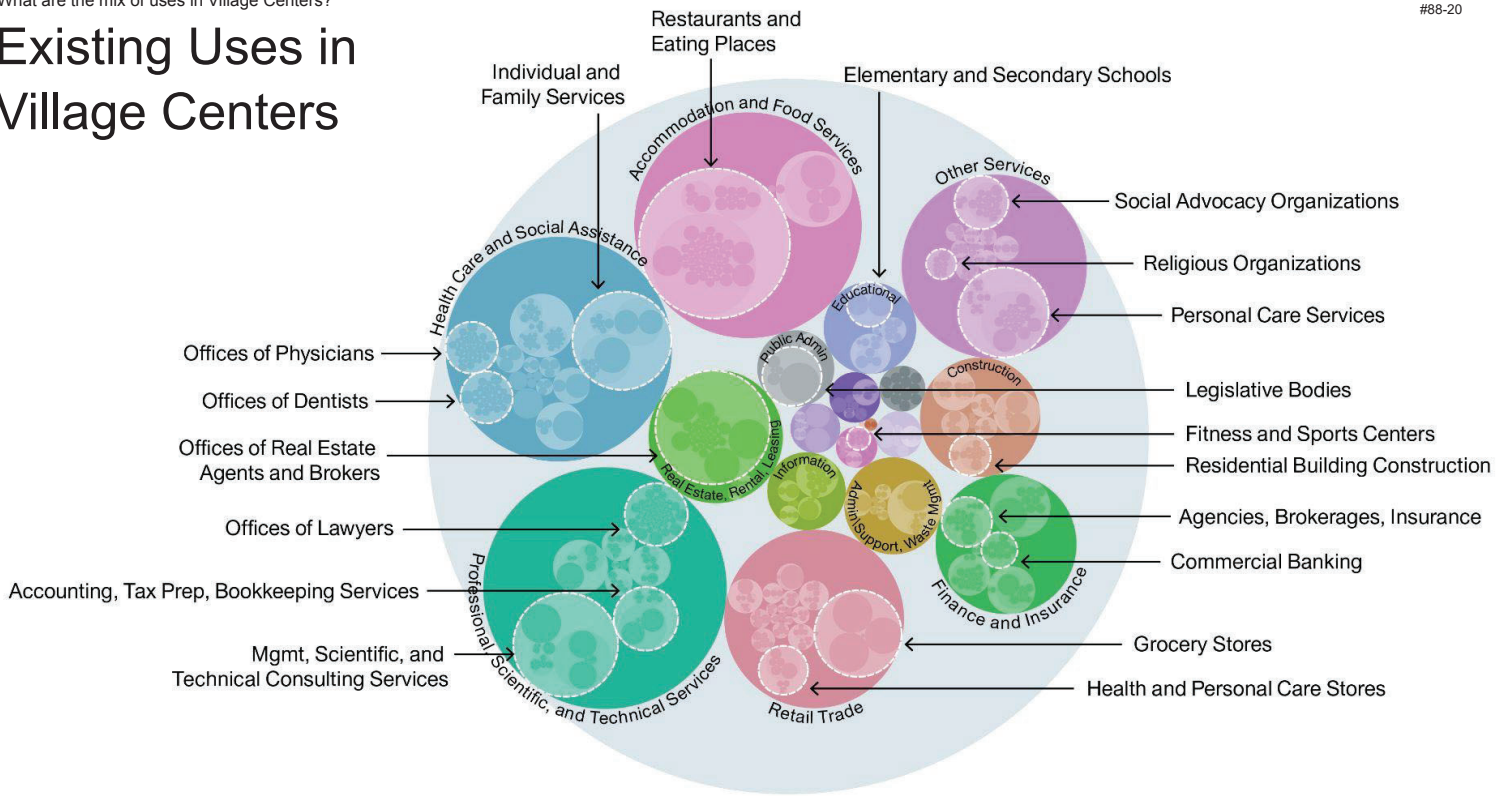 What are the mix of uses in Village Centers?
#88-20
Existing Uses in
Village Centers
Restaurants and
Eating Places
Individual and
Family Services
Elementary and Secondary Schools
Accommodation and Food Services
Other Services
Social Advocacy Organizations
Religious Organizations
Personal Care Services
Health Care and Social Assistance
Educational
Public Admin
Construction
Offices of Physicians
Offices of Dentists
Legislative Bodies
Fitness and Sports Centers
Residential Building Construction
Offices of Real Estate
Agents and Brokers
Real Estate, Rental, Leasing
Information
Admin, Support, Waste Mgmt
Agencies, Brokerages, Insurance
Commercial Banking
Finance and Insurance
Offices of Lawyers
Accounting, Tax Prep, Bookkeeping Services
Mgmt, Scientific, and
Technical Consulting Services
Professional, Scientific, and Technical Services
Grocery Stores
Health and Personal Care Stores
Retail Trade